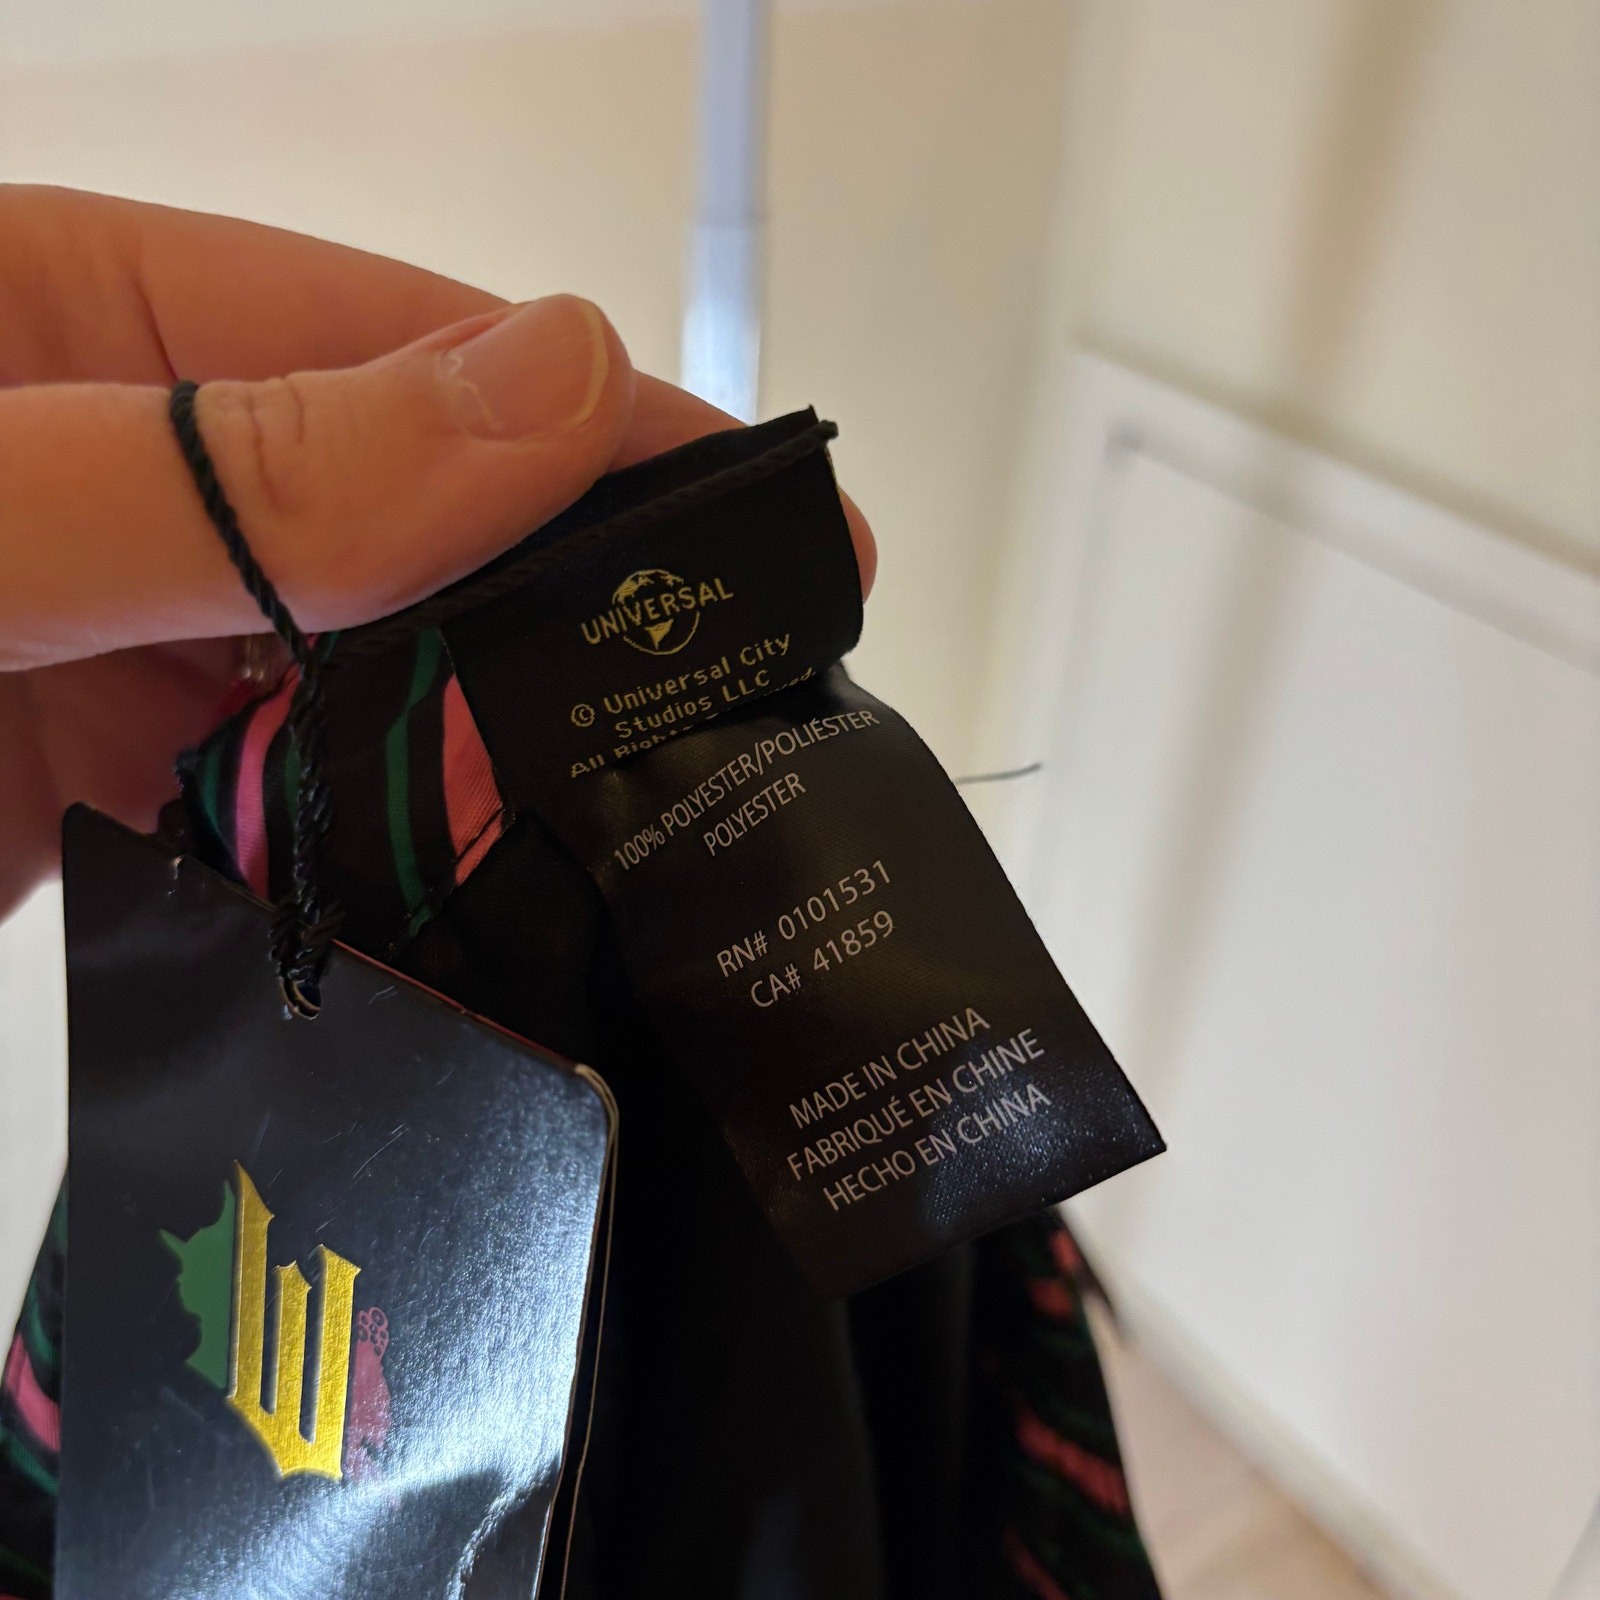 UNIVERSAL
© Universal City
Studios LLC
All
100% POLYESTER/POLIÉSTER
POLYESTER
RN# 0101531
CA# 41859
MADE IN CHINA
FABRIQUÉ EN CHINE
HECHO EN CHINA
W